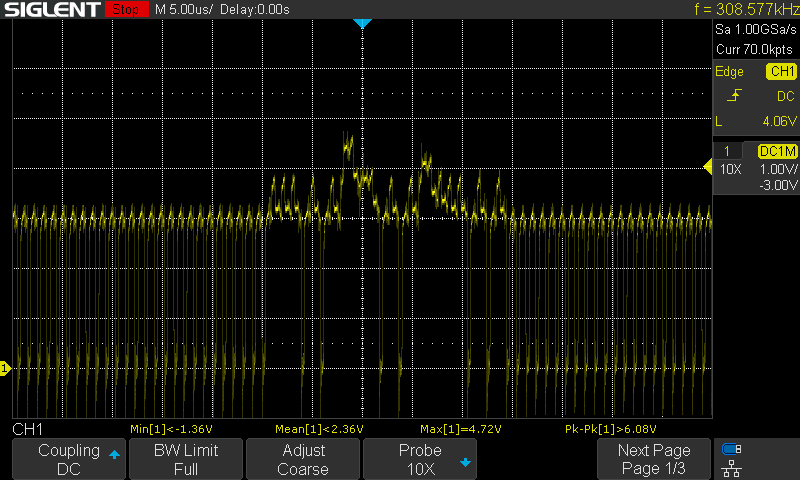 SIGLENT Stop M 5.00us/ Delay:0.00s f = 308.577kHz
Sa 1.00GSa/s
Curr 70.0kpts
Edge CH1
DC
L 4.06V
1 DC1M
10X 1.00V/
-3.00V
1
CH1 Min[1]<-1.36V Mean[1]<2.36V Max[1]=4.72V Pk-Pk[1]>6.08V
Coupling BW Limit Adjust Probe Next Page
DC Full Coarse 10X Page 1/3